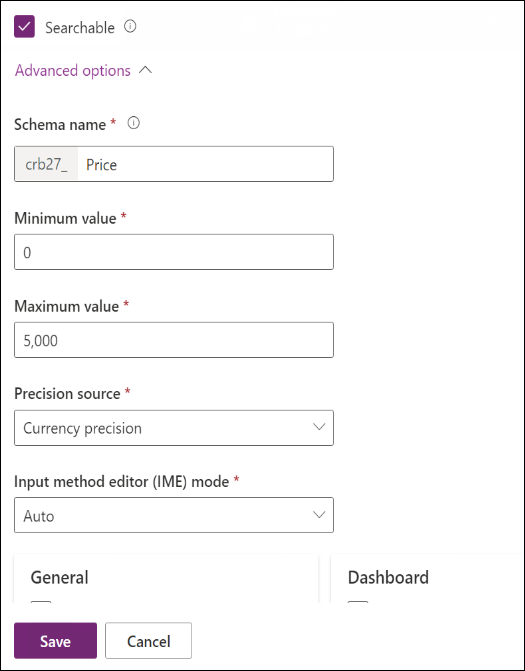 Searchable
Advanced options
Schema name *
crb27_ Price
Minimum value *
0
Maximum value *
5,000
Precision source *
Currency precision
Input method editor (IME) mode *
Auto
General Dashboard
Save Cancel